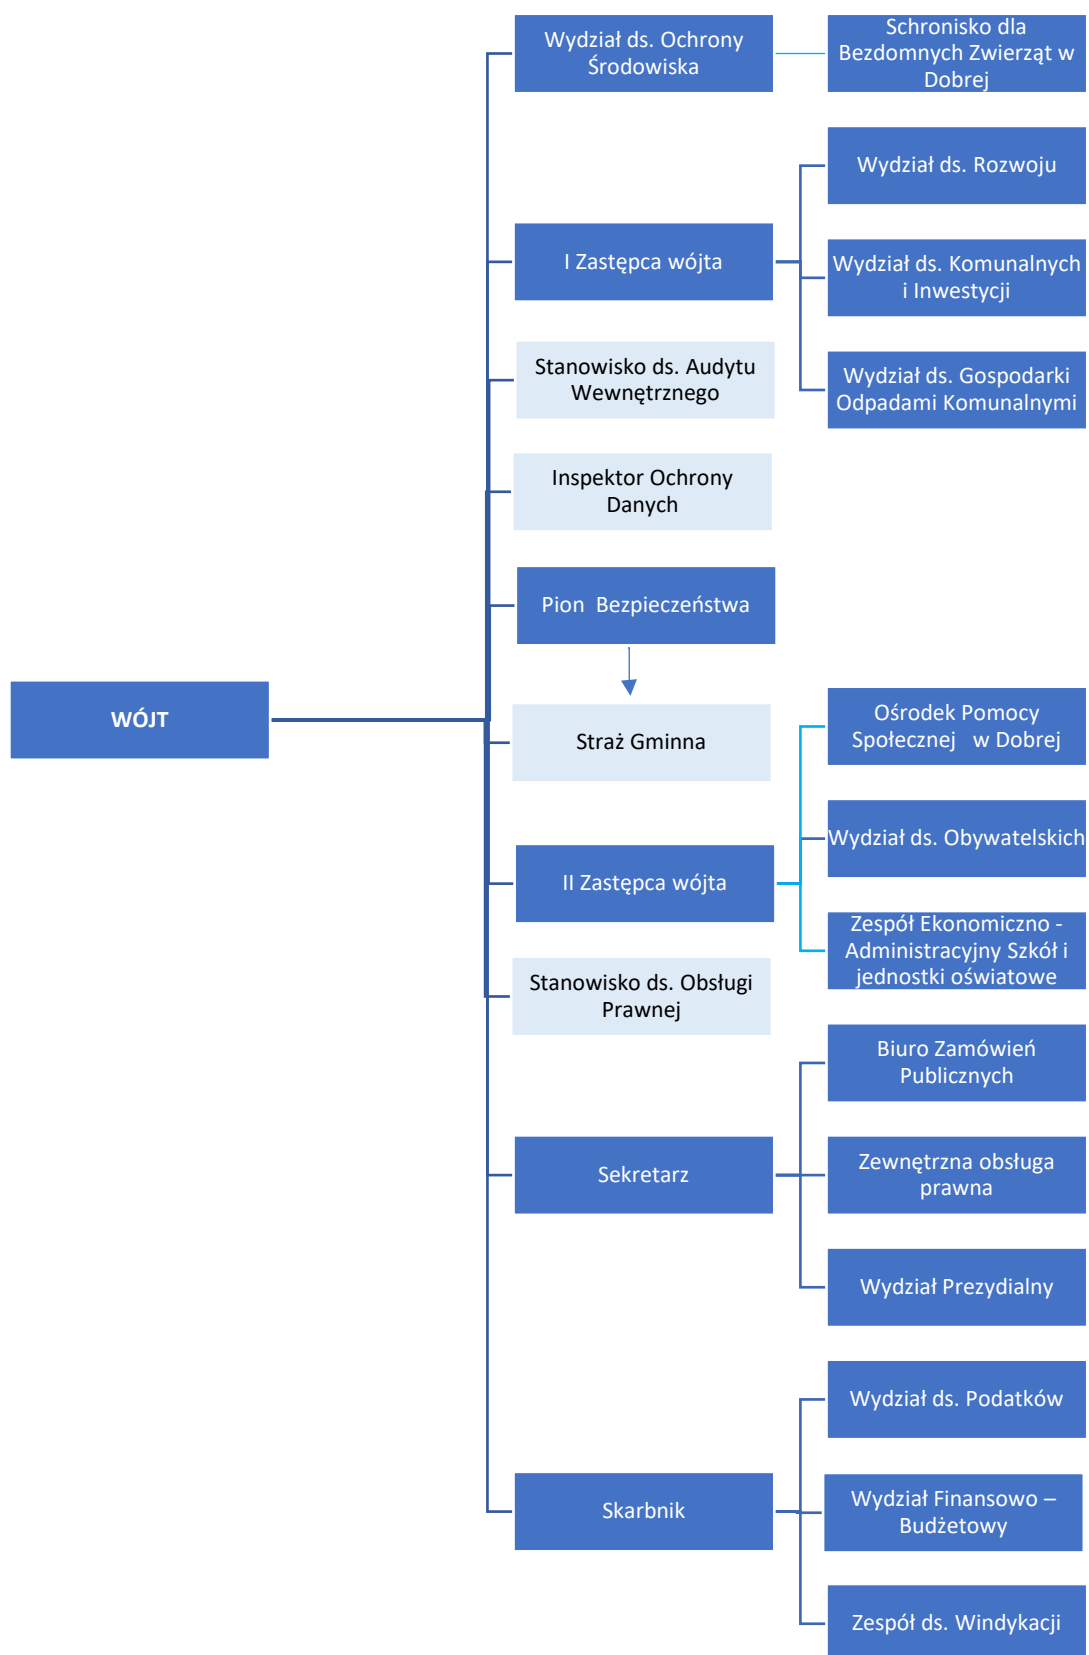 Wydział ds. Ochrony
Środowiska
Schronisko dla
Bezdomnych Zwierząt w
Dobrej
Wydział ds. Rozwoju
I Zastępca wójta
Wydział ds. Komunalnych
i Inwestycji
Stanowisko ds. Audytu
Wewnętrznego
Wydział ds. Gospodarki
Odpadami Komunalnymi
Inspektor Ochrony
Danych
Pion  Bezpieczeństwa
WÓJT
Straż Gminna
Ośrodek Pomocy
Społecznej   w Dobrej
Wydział ds. Obywatelskich
II Zastępca wójta
Zespół Ekonomiczno -
Administracyjny Szkół i
jednostki oświatowe
Stanowisko ds. Obsługi
Prawnej
Biuro Zamówień
Publicznych
Sekretarz
Zewnętrzna obsługa
prawna
Wydział Prezydialny
Wydział ds. Podatków
Skarbnik
Wydział Finansowo –
Budżetowy
Zespół ds. Windykacji